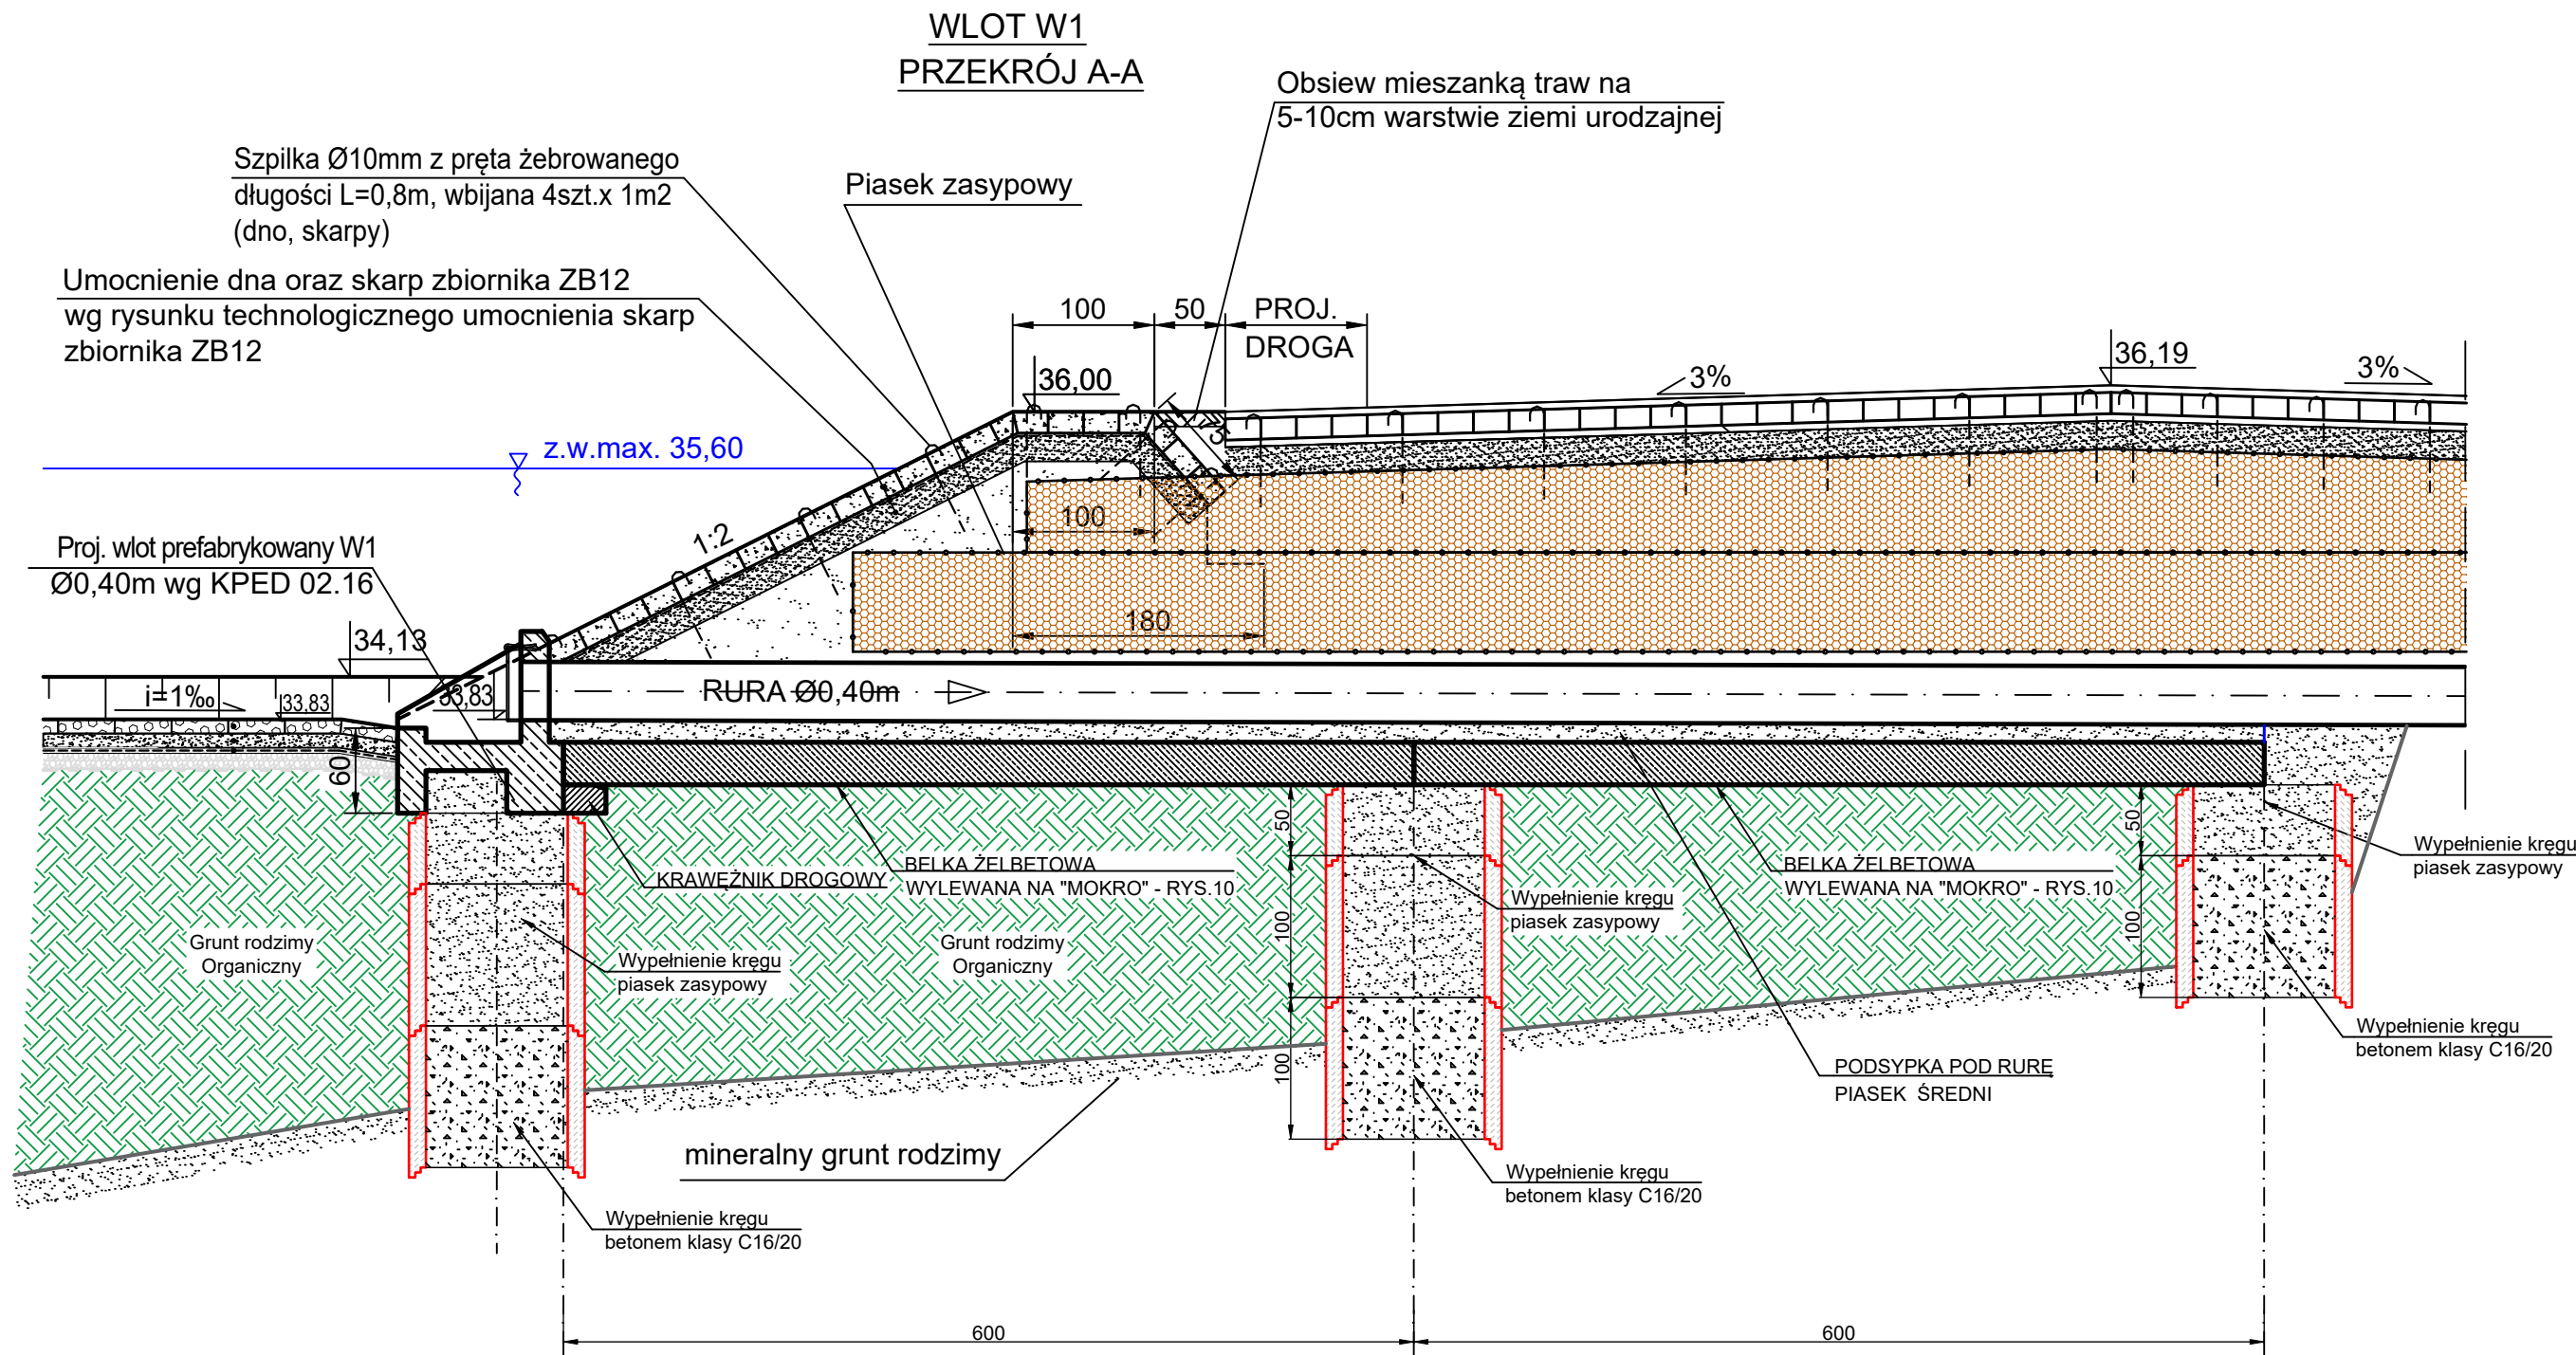 WLOT W1
PRZEKRÓJ A-A
Obsiew mieszanką traw na
5-10cm warstwie ziemi urodzajnej
Szpilka Ø10mm z pręta żebrowanego
długości L=0,8m, wbijana 4szt.x 1m2
(dno, skarpy)
Piasek zasypowy
Umocnienie dna oraz skarp zbiornika ZB12
wg rysunku technologicznego umocnienia skarp
zbiornika ZB12
100
50
PROJ.
DROGA
36,00
36,19
3%
3%
75
z.w.max. 35,60
1:2
100
180
Proj. wlot prefabrykowany W1
Ø0,40m wg KPED 02.16
34,13
i=1‰
33,83
33,83
RURA Ø0,40m
60
50
100
100
50
100
KRAWĘŻNIK DROGOWY
BELKA ŻELBETOWA
WYLEWANA NA "MOKRO" - RYS.10
BELKA ŻELBETOWA
WYLEWANA NA "MOKRO" - RYS.10
Wypełnienie kręgu
piasek zasypowy
Wypełnienie kręgu
piasek zasypowy
Grunt rodzimy
Organiczny
Wypełnienie kręgu
piasek zasypowy
Grunt rodzimy
Organiczny
Wypełnienie kręgu
betonem klasy C16/20
PODSYPKA POD RURĘ
PIASEK ŚREDNI
mineralny grunt rodzimy
Wypełnienie kręgu
betonem klasy C16/20
Wypełnienie kręgu
betonem klasy C16/20
600
600